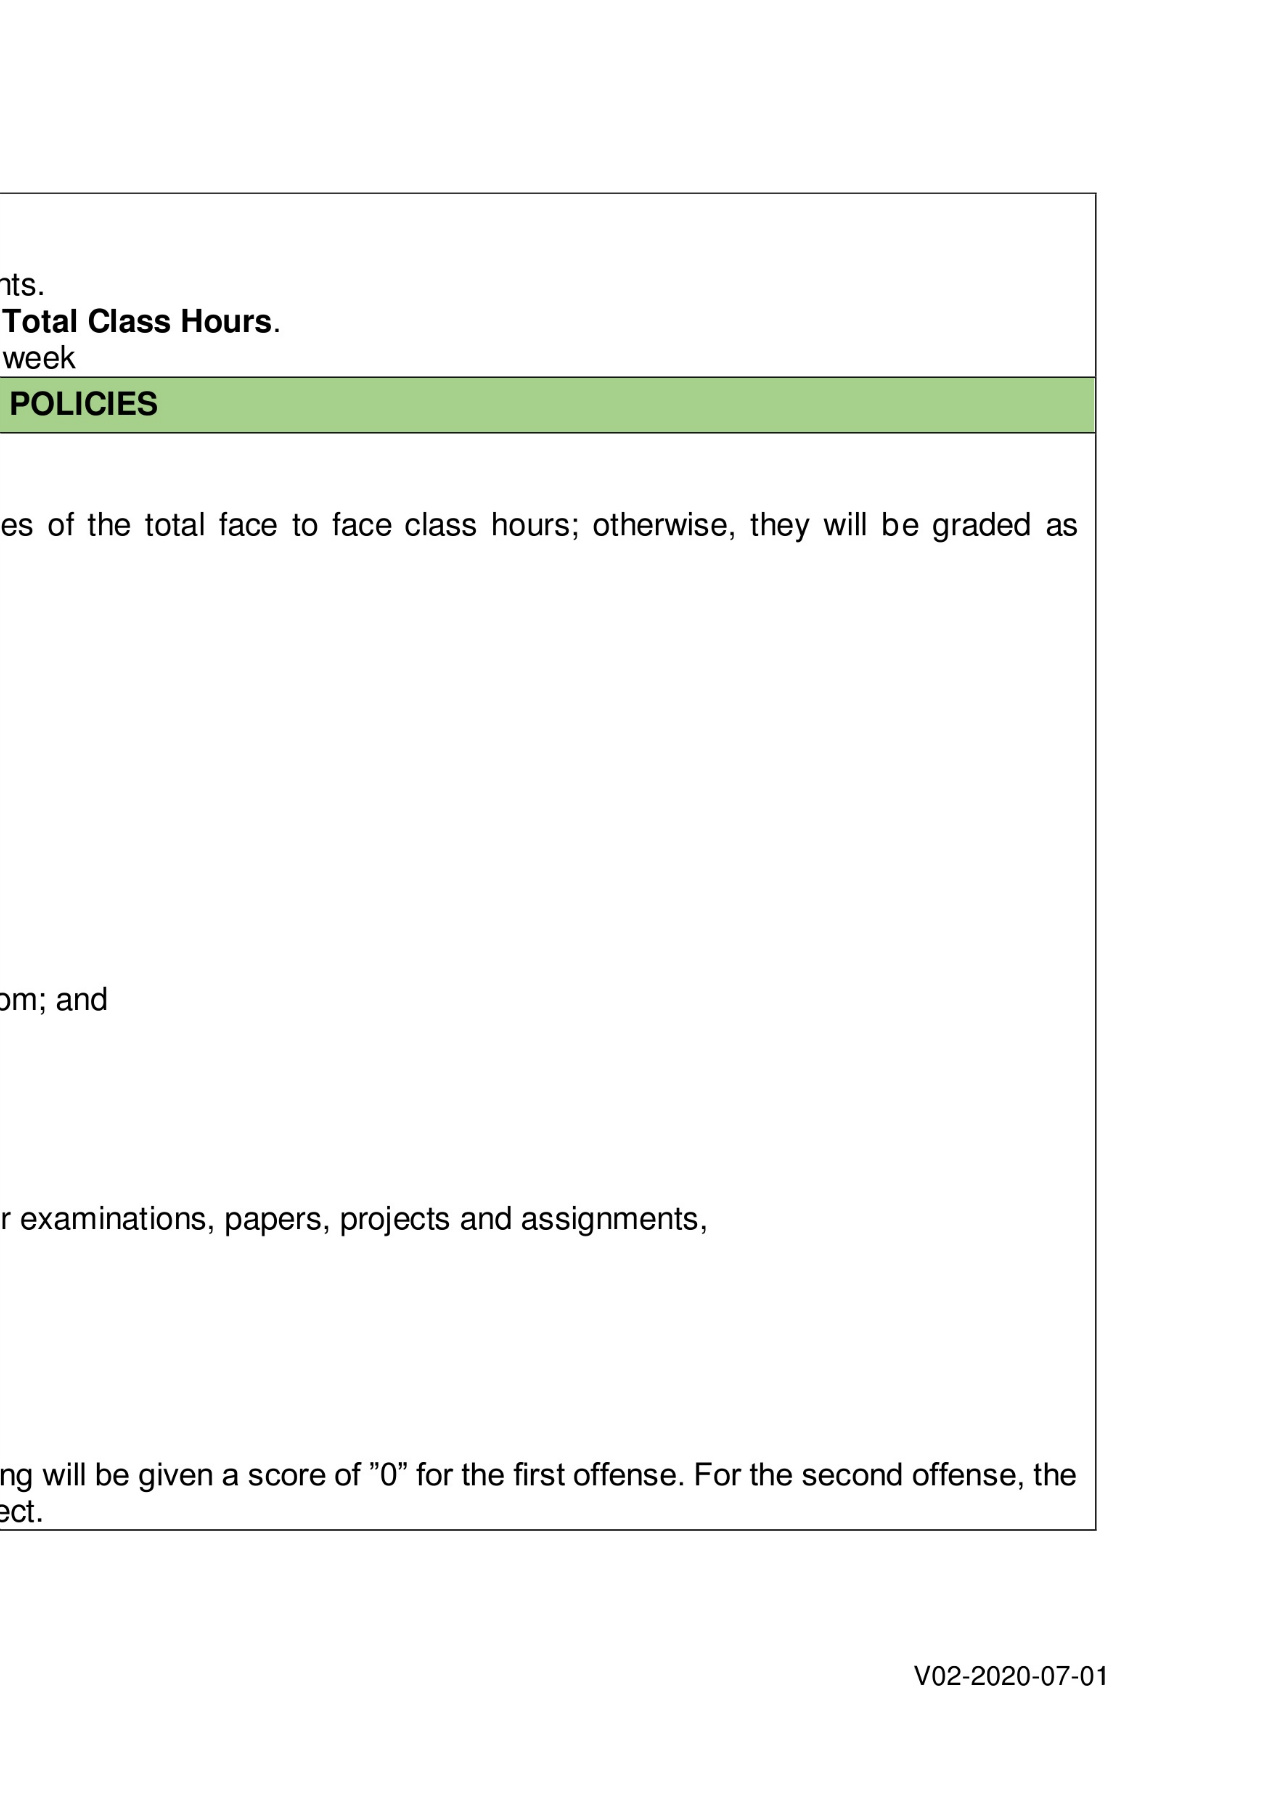 nts.
Total Class Hours.
week
POLICIES
es of the total face to face class hours; otherwise, they will be graded as
om; and
r examinations, papers, projects and assignments,
ng will be given a score of ”0” for the first offense. For the second offense, the
ect.
V02-2020-07-01